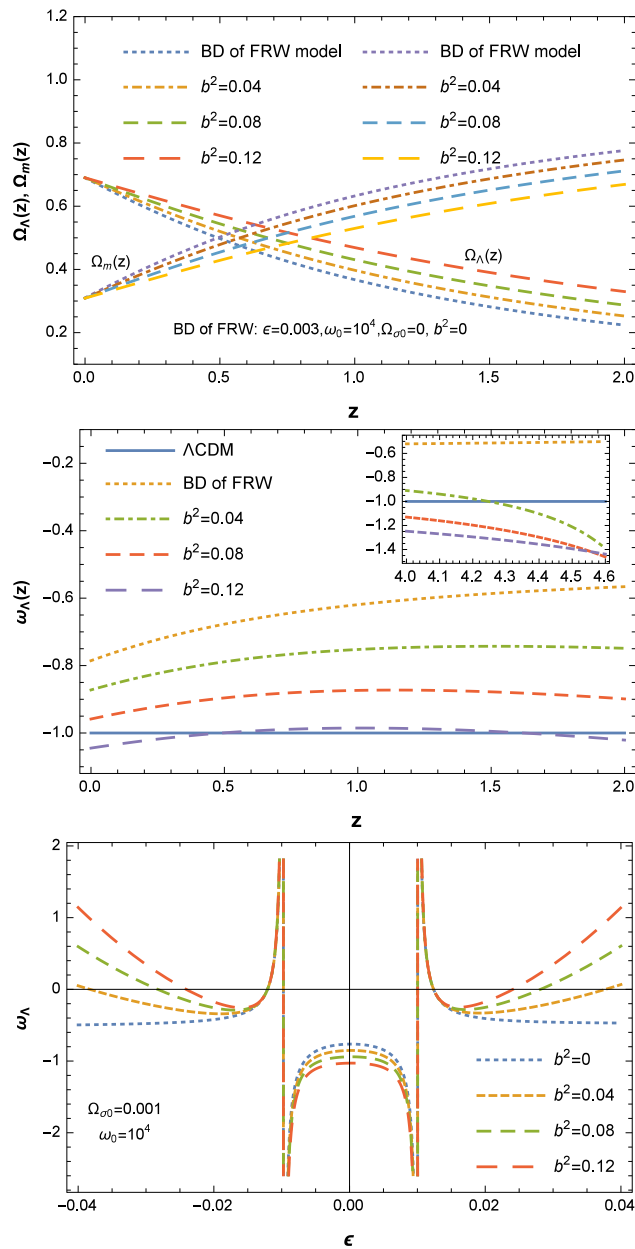 1.2
1.0
0.8
0.6
0.4
0.2
Ω_Λ(z), Ω_m(z)
BD of FRW model
b²=0.04
b²=0.08
b²=0.12
BD of FRW model
b²=0.04
b²=0.08
b²=0.12
Ω_m(z)
Ω_Λ(z)
BD of FRW: ϵ=0.003,ω₀=10⁴,Ω_σ0=0, b²=0
0.0 0.5 1.0 1.5 2.0
z
−0.2
−0.4
−0.6
−0.8
−1.0
ω_Λ(z)
ΛCDM
BD of FRW
b²=0.04
b²=0.08
b²=0.12
−0.6
−0.8
−1.0
−1.2
−1.4
4.0 4.1 4.2 4.3 4.4 4.5 4.6
0.0 0.5 1.0 1.5 2.0
z
2
1
0
−1
−2
ω_Λ
Ω_σ0=0.001
ω₀=10⁴
b²=0
b²=0.04
b²=0.08
b²=0.12
−0.04 −0.02 0.00 0.02 0.04
ϵ